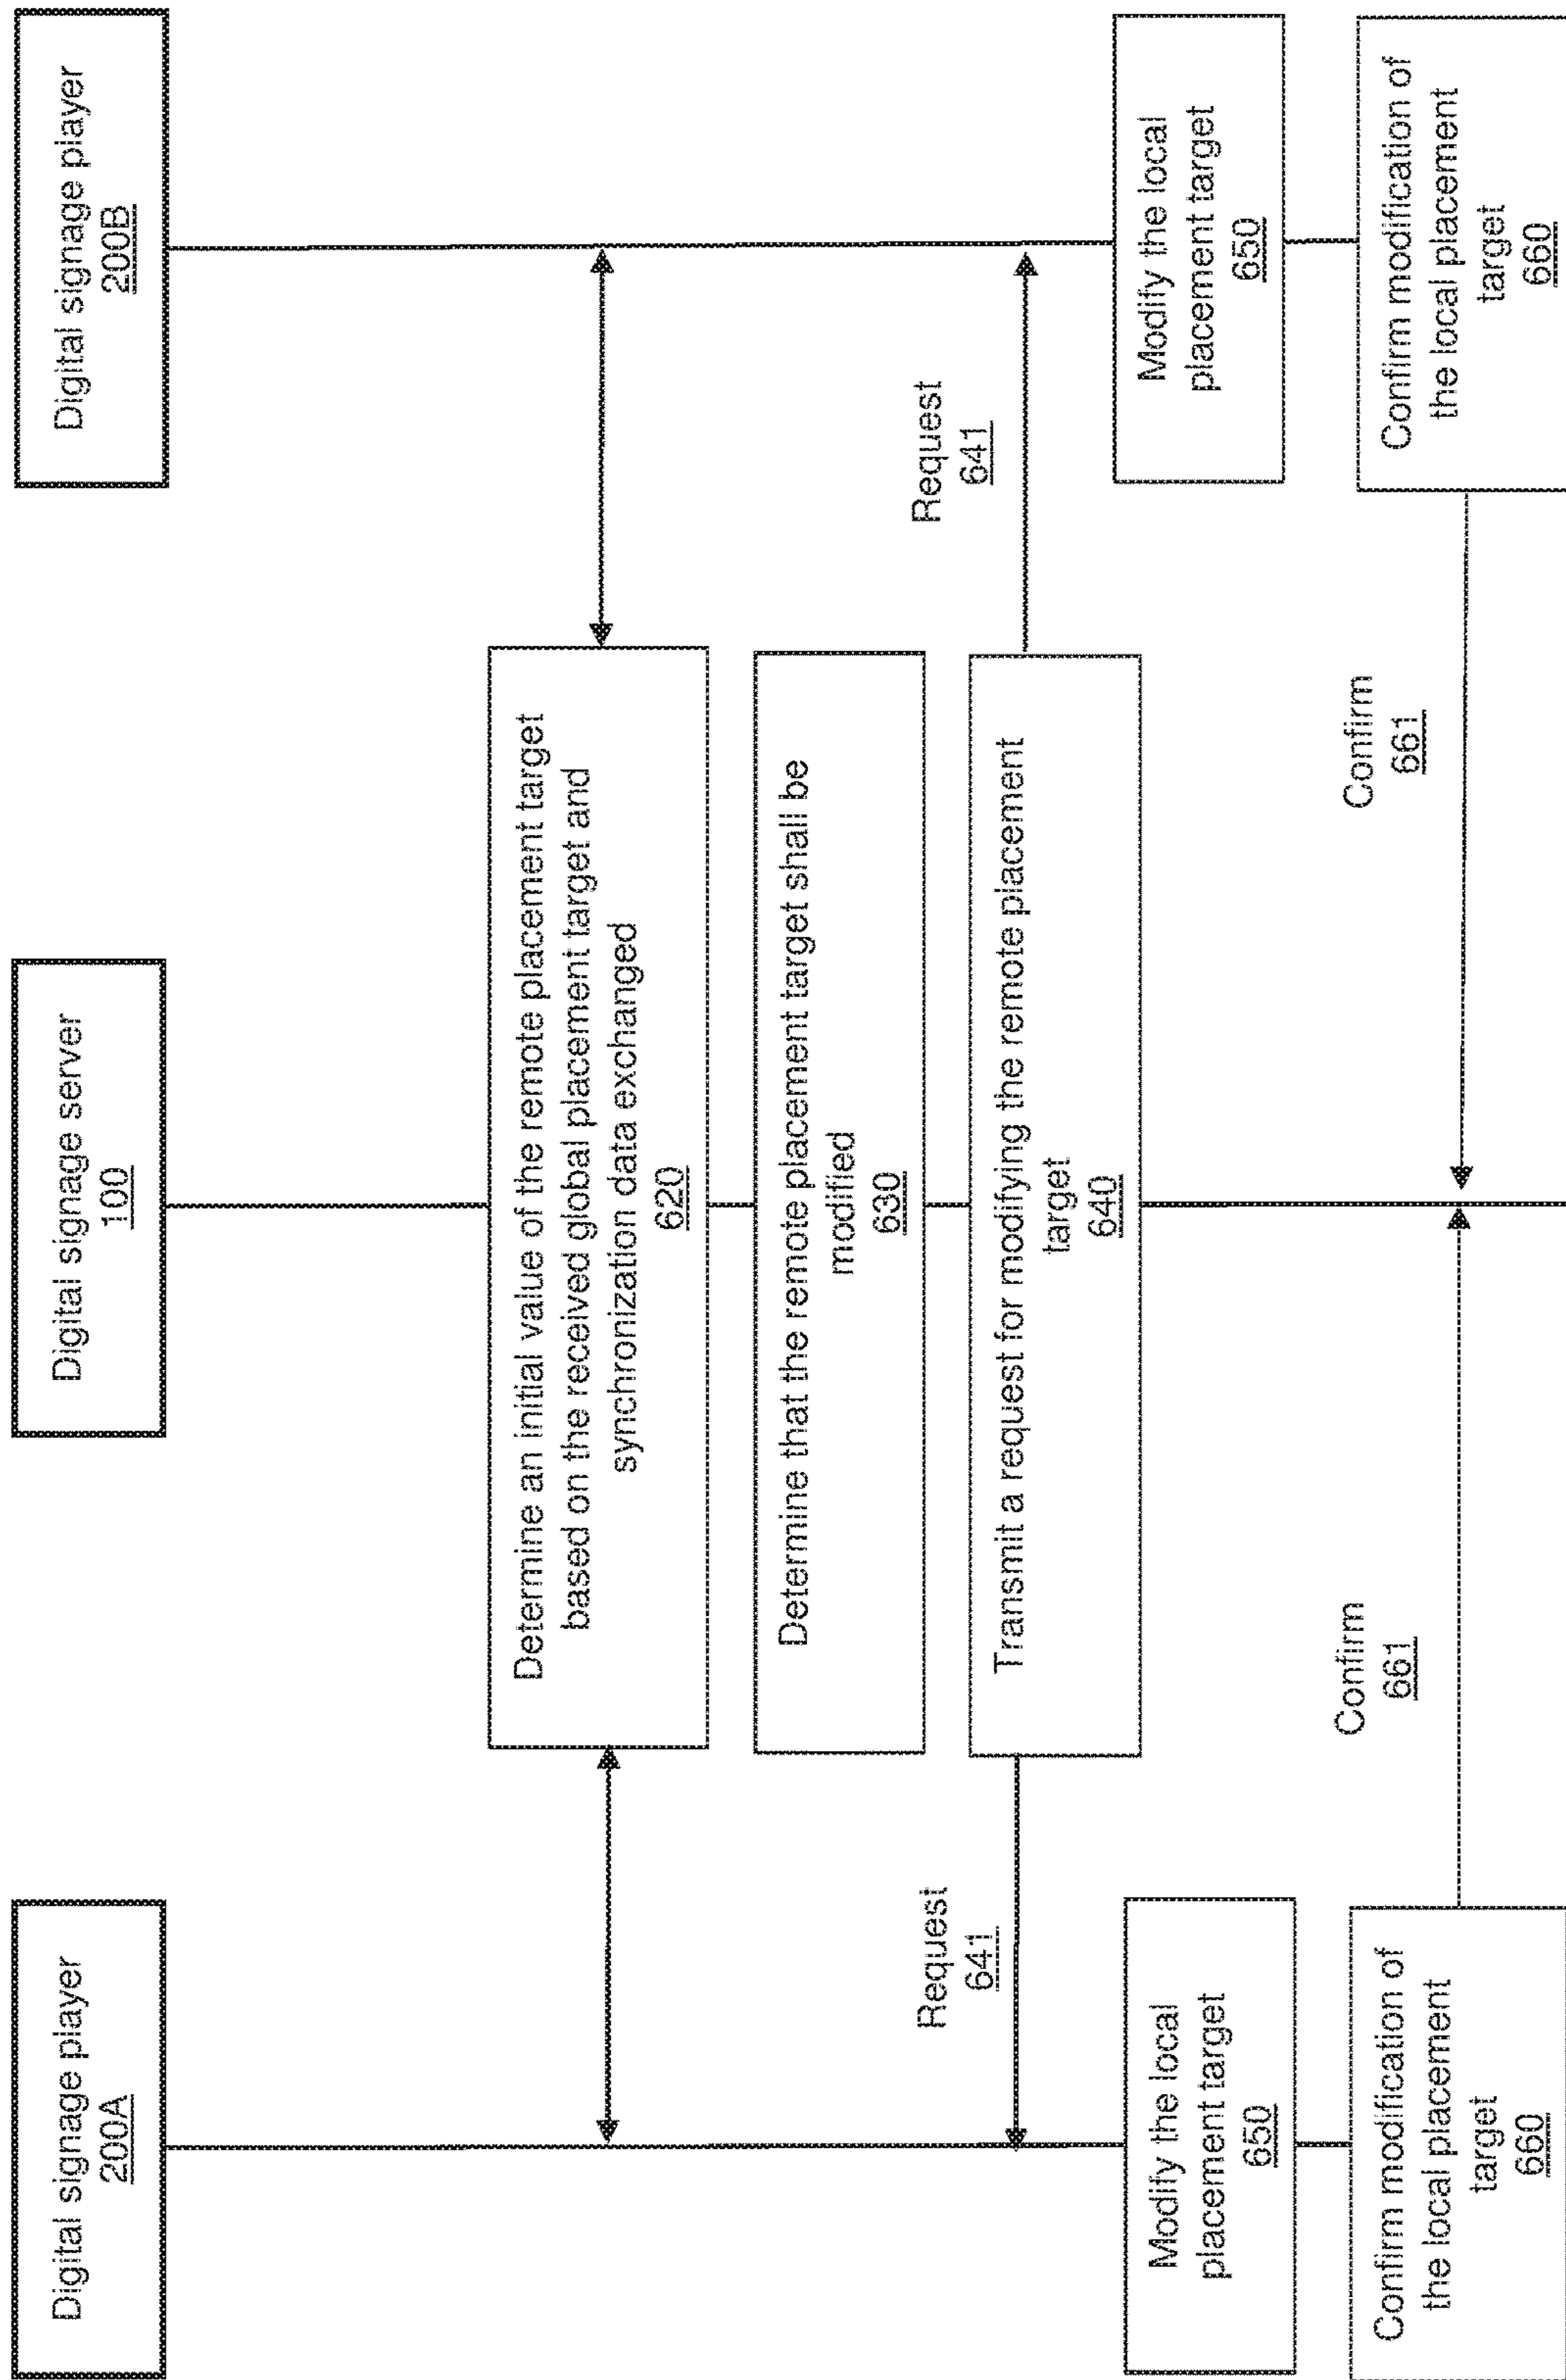 Digital signage player
200A
Digital signage server
100
Digital signage player
200B
Determine an initial value of the remote placement target
based on the received global placement target and
synchronization data exchanged
620
Determine that the remote placement target shall be
modified
630
Request
641
Transmit a request for modifying the remote placement
target
640
Request
641
Modify the local
placement target
650
Modify the local
placement target
650
Confirm
661
Confirm
661
Confirm modification of
the local placement
target
660
Confirm modification of
the local placement
target
660